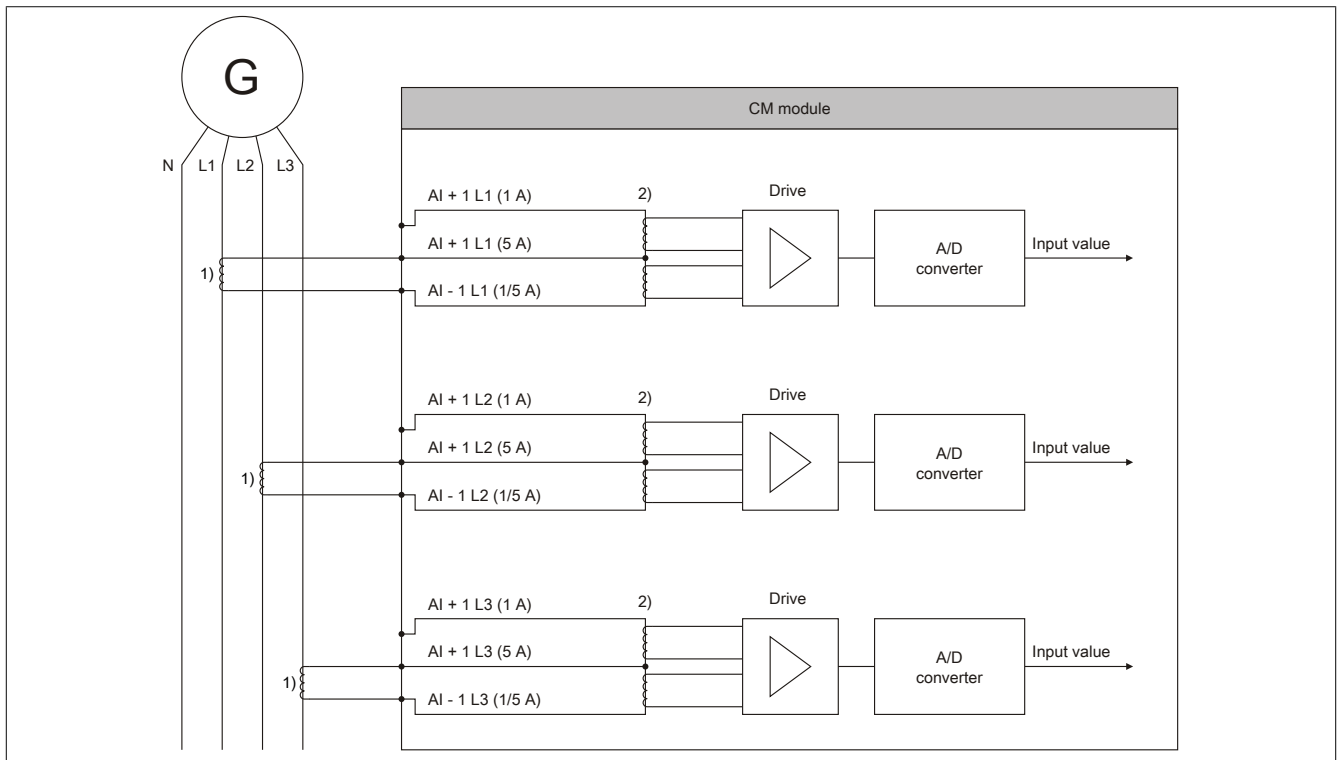 G
CM module
N L1 L2 L3
AI + 1 L1 (1 A)
2)
Drive
AI + 1 L1 (5 A)
1)
AI - 1 L1 (1/5 A)
A/D
converter
Input value
AI + 1 L2 (1 A)
2)
Drive
AI + 1 L2 (5 A)
1)
AI - 1 L2 (1/5 A)
A/D
converter
Input value
AI + 1 L3 (1 A)
2)
Drive
AI + 1 L3 (5 A)
1)
AI - 1 L3 (1/5 A)
A/D
converter
Input value